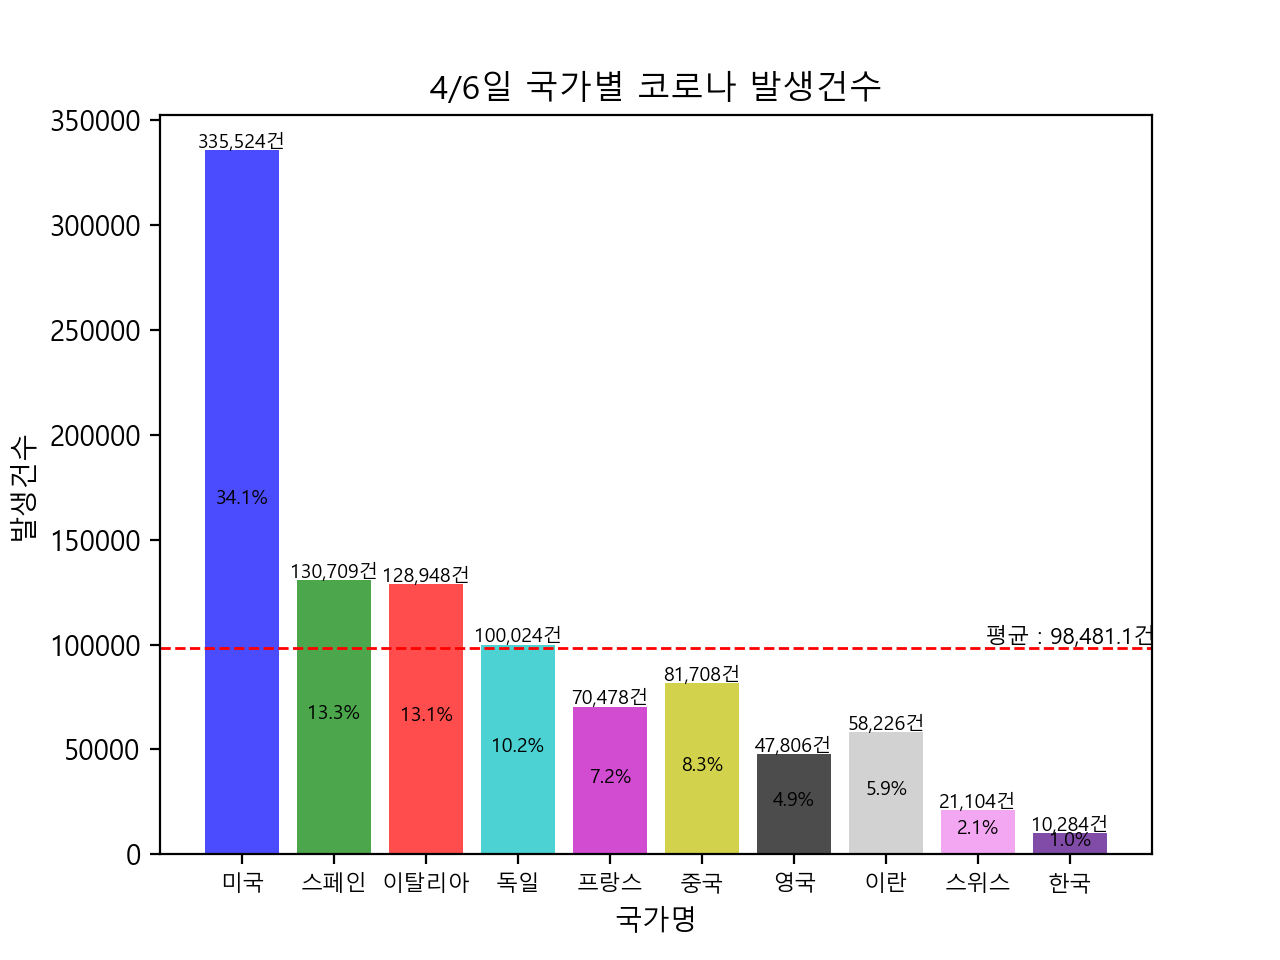 4/6일 국가별 코로나 발생건수
350000
300000
250000
200000
150000
100000
50000
0
발생건수
335,524건
130,709건
128,948건
100,024건
70,478건
81,708건
47,806건
58,226건
21,104건
10,284건
평균 : 98,481.1건
34.1%
13.3%
13.1%
10.2%
7.2%
8.3%
4.9%
5.9%
2.1%
1.0%
미국 스페인 이탈리아 독일 프랑스 중국 영국 이란 스위스 한국
국가명